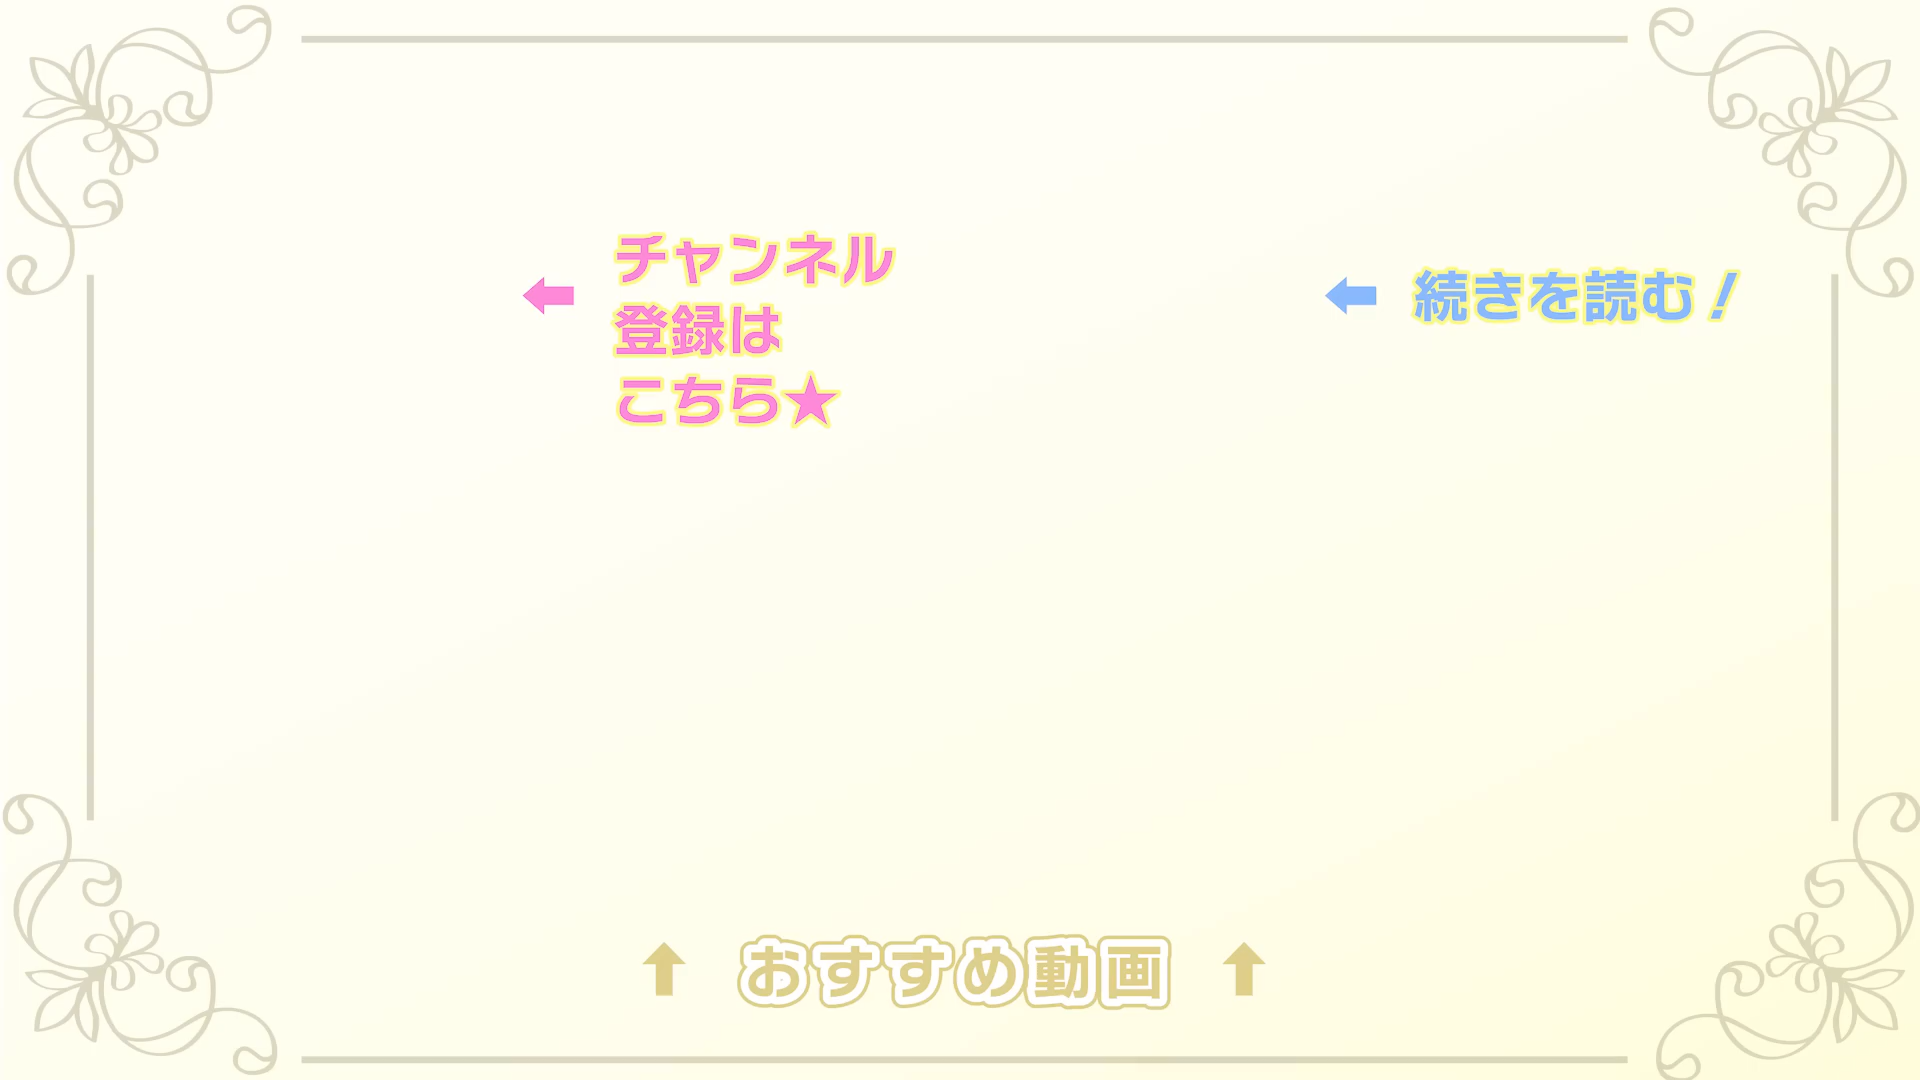 チャンネル
登録は
こちら★
続きを読む！
おすすめ動画